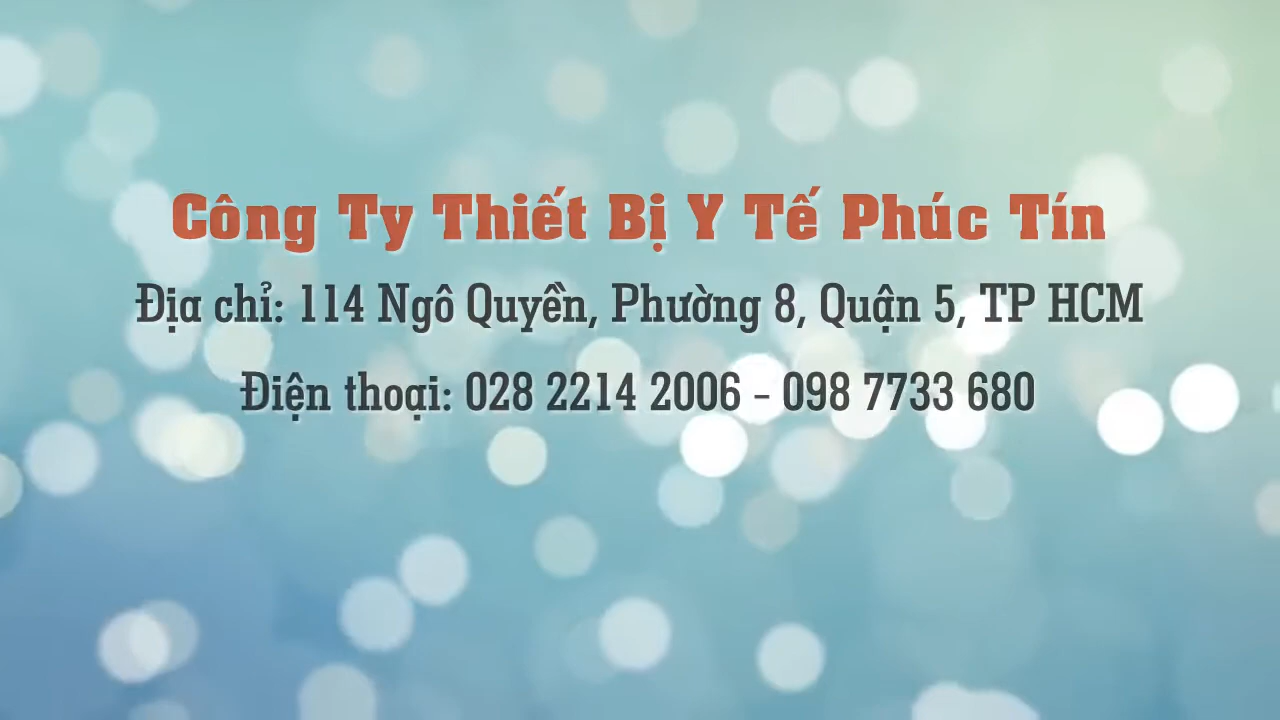 Công Ty Thiết Bị Y Tế Phúc Tín
Địa chỉ: 114 Ngô Quyền, Phường 8, Quận 5, TP HCM
Điện thoại: 028 2214 2006 - 098 7733 680